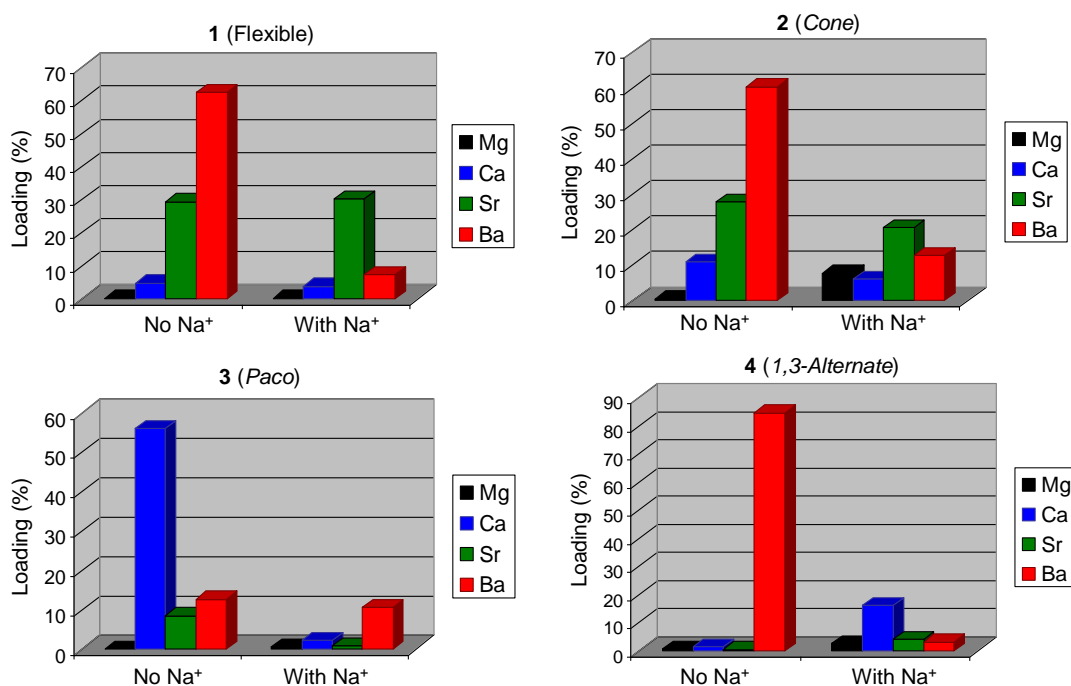 1 (Flexible)
Loading (%)
70
60
50
40
30
20
10
0
No Na⁺
With Na⁺
Mg
Ca
Sr
Ba
2 (Cone)
Loading (%)
70
60
50
40
30
20
10
0
No Na⁺
With Na⁺
Mg
Ca
Sr
Ba
3 (Paco)
Loading (%)
60
50
40
30
20
10
0
No Na⁺
With Na⁺
Mg
Ca
Sr
Ba
4 (1,3-Alternate)
Loading (%)
90
80
70
60
50
40
30
20
10
0
No Na⁺
With Na⁺
Mg
Ca
Sr
Ba